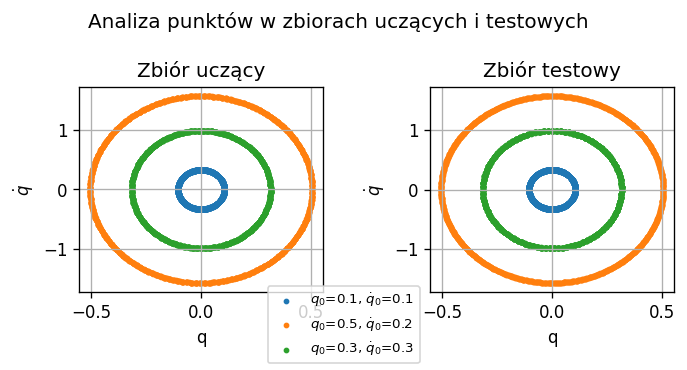 Analiza punktów w zbiorach uczących i testowych
Zbiór uczący
Zbiór testowy
1
0
−1
q̇
−0.5
0.0
0.5
q
1
0
−1
q̇
−0.5
0.0
0.5
q
q₀=0.1, q̇₀=0.1
q₀=0.5, q̇₀=0.2
q₀=0.3, q̇₀=0.3